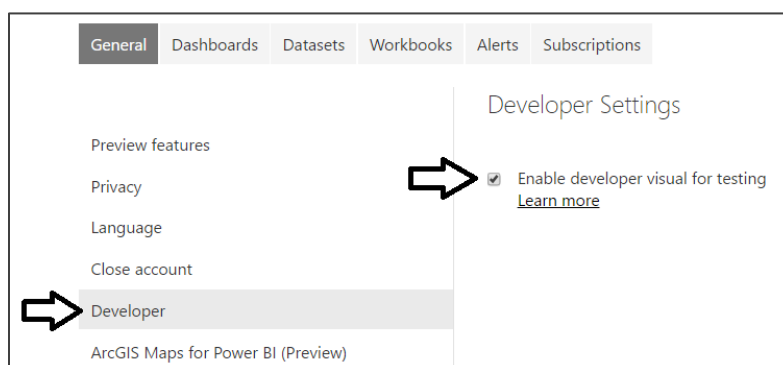 General Dashboards Datasets Workbooks Alerts Subscriptions
Developer Settings
Preview features
Privacy
Enable developer visual for testing
Learn more
Language
Close account
Developer
ArcGIS Maps for Power BI (Preview)